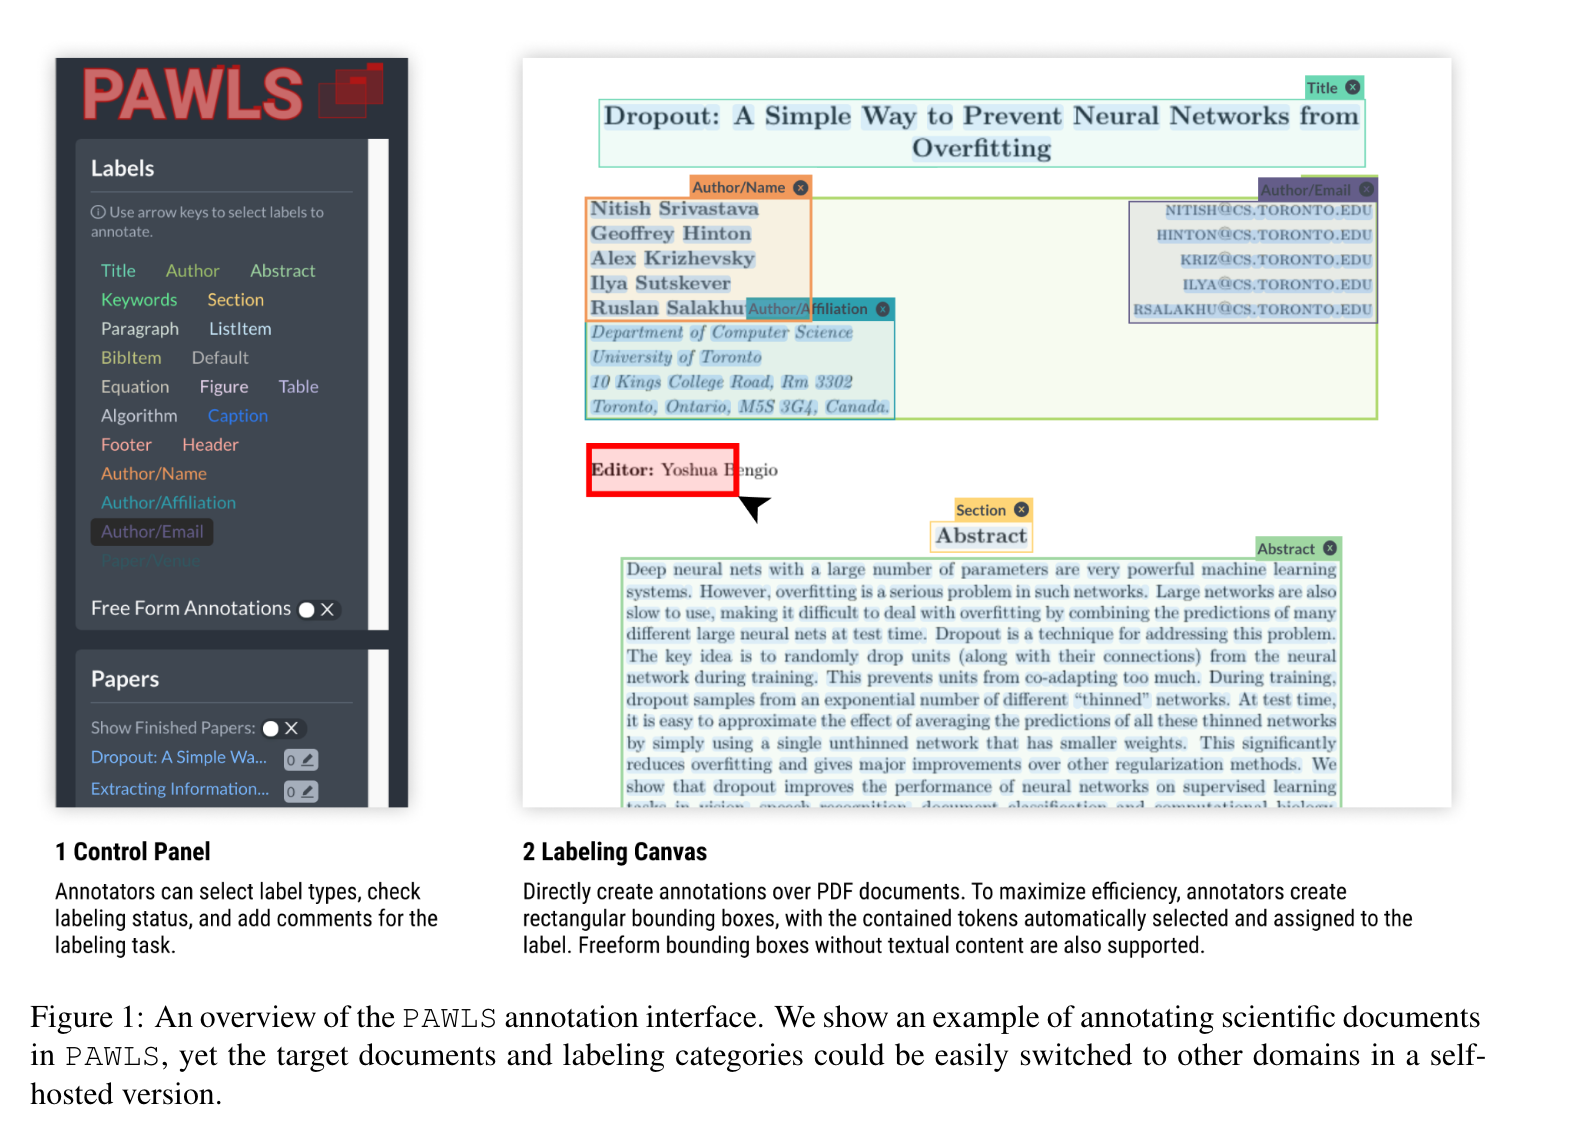 PAWLS
Labels
Use arrow keys to select labels to
annotate.
Title Author Abstract
Keywords Section
Paragraph ListItem
BibItem Default
Equation Figure Table
Algorithm Caption
Footer Header
Author/Name
Author/Affiliation
Author/Email
Paper/Venue
Free Form Annotations X
Papers
Show Finished Papers: X
Dropout: A Simple Wa... 0
Extracting Information... 0
Title
Dropout: A Simple Way to Prevent Neural Networks from
Overfitting
Author/Name
Nitish Srivastava
Geoffrey Hinton
Alex Krizhevsky
Ilya Sutskever
Ruslan Salakhu
Author/Affiliation
Department of Computer Science
University of Toronto
10 Kings College Road, Rm 3302
Toronto, Ontario, M5S 3G4, Canada.
Author/Email
NITISH@CS.TORONTO.EDU
HINTON@CS.TORONTO.EDU
KRIZ@CS.TORONTO.EDU
ILYA@CS.TORONTO.EDU
RSALAKHU@CS.TORONTO.EDU
Editor: Yoshua Bengio
Section
Abstract
Abstract
Deep neural nets with a large number of parameters are very powerful machine learning
systems. However, overfitting is a serious problem in such networks. Large networks are also
slow to use, making it difficult to deal with overfitting by combining the predictions of many
different large neural nets at test time. Dropout is a technique for addressing this problem.
The key idea is to randomly drop units (along with their connections) from the neural
network during training. This prevents units from co-adapting too much. During training,
dropout samples from an exponential number of different “thinned” networks. At test time,
it is easy to approximate the effect of averaging the predictions of all these thinned networks
by simply using a single unthinned network that has smaller weights. This significantly
reduces overfitting and gives major improvements over other regularization methods. We
show that dropout improves the performance of neural networks on supervised learning
tasks in vision, speech recognition, document classification and computational biology,
1 Control Panel
Annotators can select label types, check
labeling status, and add comments for the
labeling task.
2 Labeling Canvas
Directly create annotations over PDF documents. To maximize efficiency, annotators create
rectangular bounding boxes, with the contained tokens automatically selected and assigned to the
label. Freeform bounding boxes without textual content are also supported.
Figure 1: An overview of the PAWLS annotation interface. We show an example of annotating scientific documents
in PAWLS, yet the target documents and labeling categories could be easily switched to other domains in a self-
hosted version.